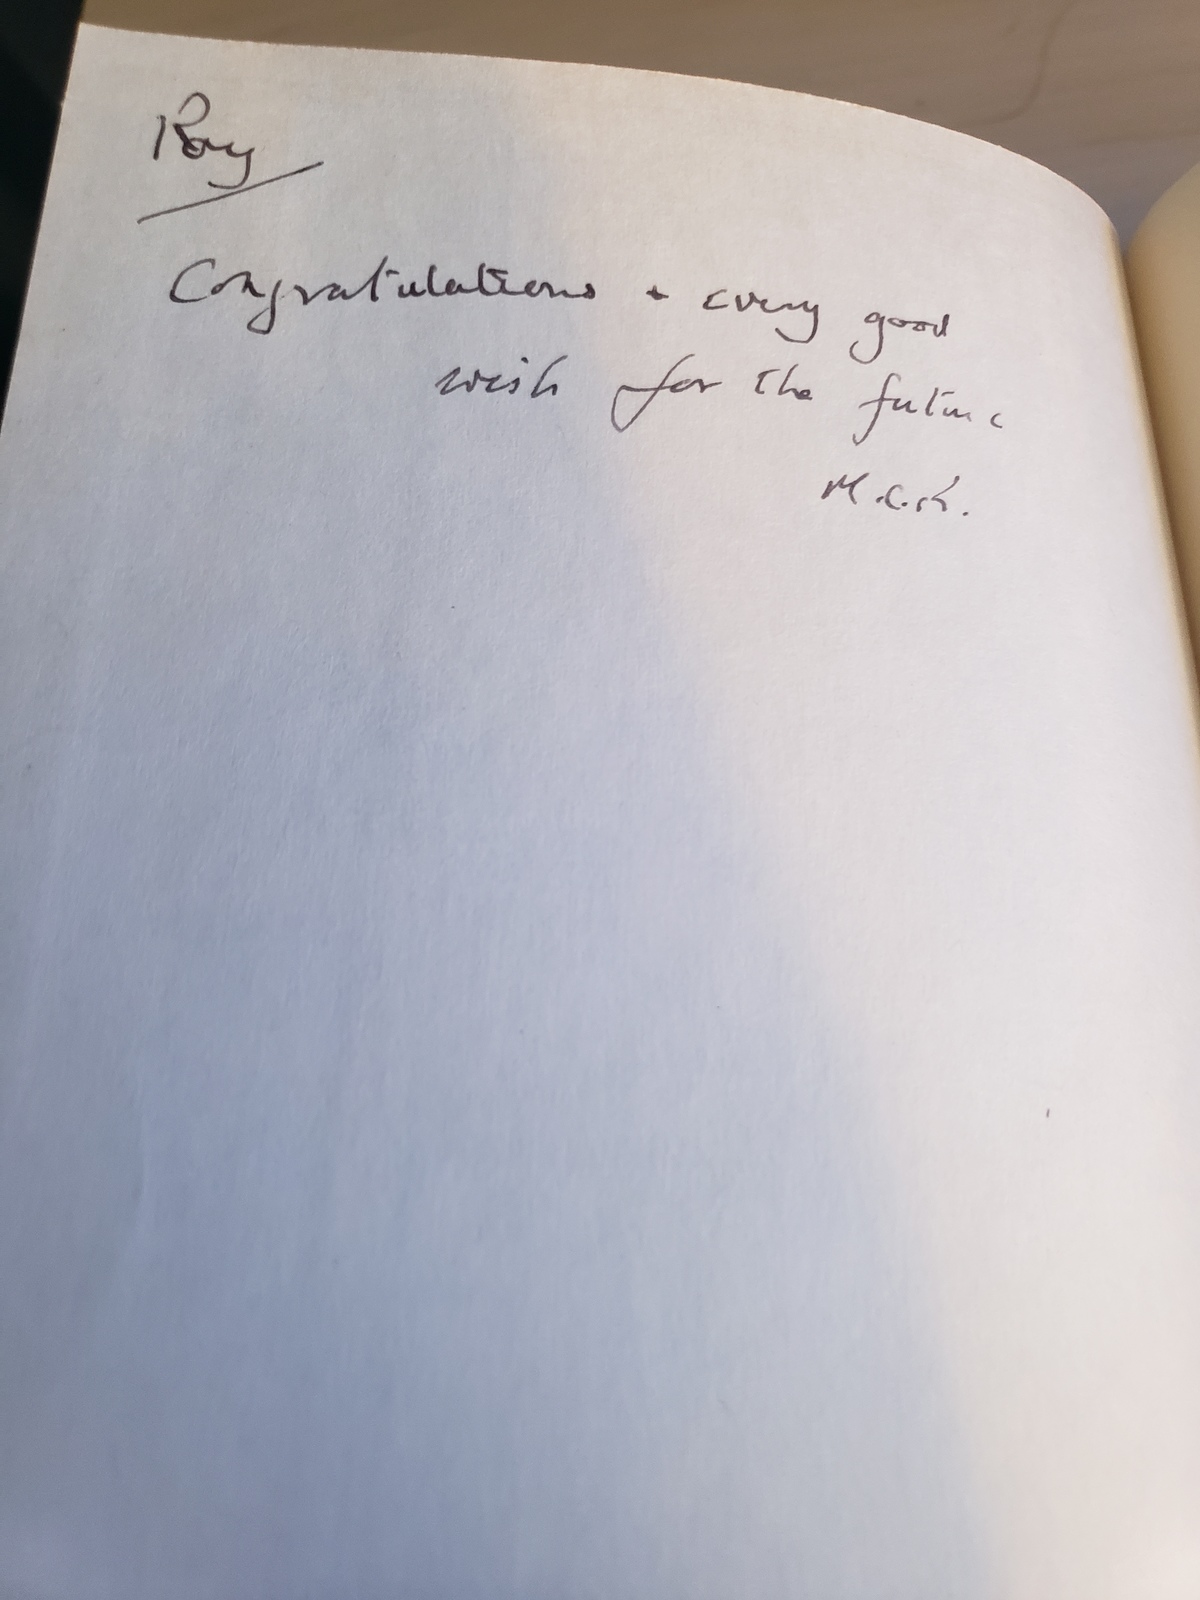 Roy
Congratulations + every good
wish for the future
M.C.K.